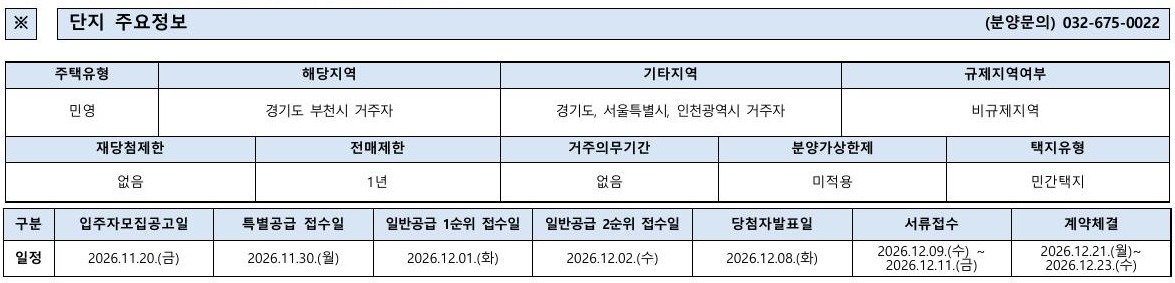 ※ 단지 주요정보 (분양문의) 032-675-0022
주택유형 해당지역 기타지역 규제지역여부
민영 경기도 부천시 거주자 경기도, 서울특별시, 인천광역시 거주자 비규제지역
재당첨제한 전매제한 거주의무기간 분양가상한제 택지유형
없음 1년 없음 미적용 민간택지
구분 입주자모집공고일 특별공급 접수일 일반공급 1순위 접수일 일반공급 2순위 접수일 당첨자발표일 서류접수 계약체결
일정 2026.11.20.(금) 2026.11.30.(월) 2026.12.01.(화) 2026.12.02.(수) 2026.12.08.(화) 2026.12.09.(수) ~ 2026.12.21.(월)~
2026.12.11.(금) 2026.12.23.(수)